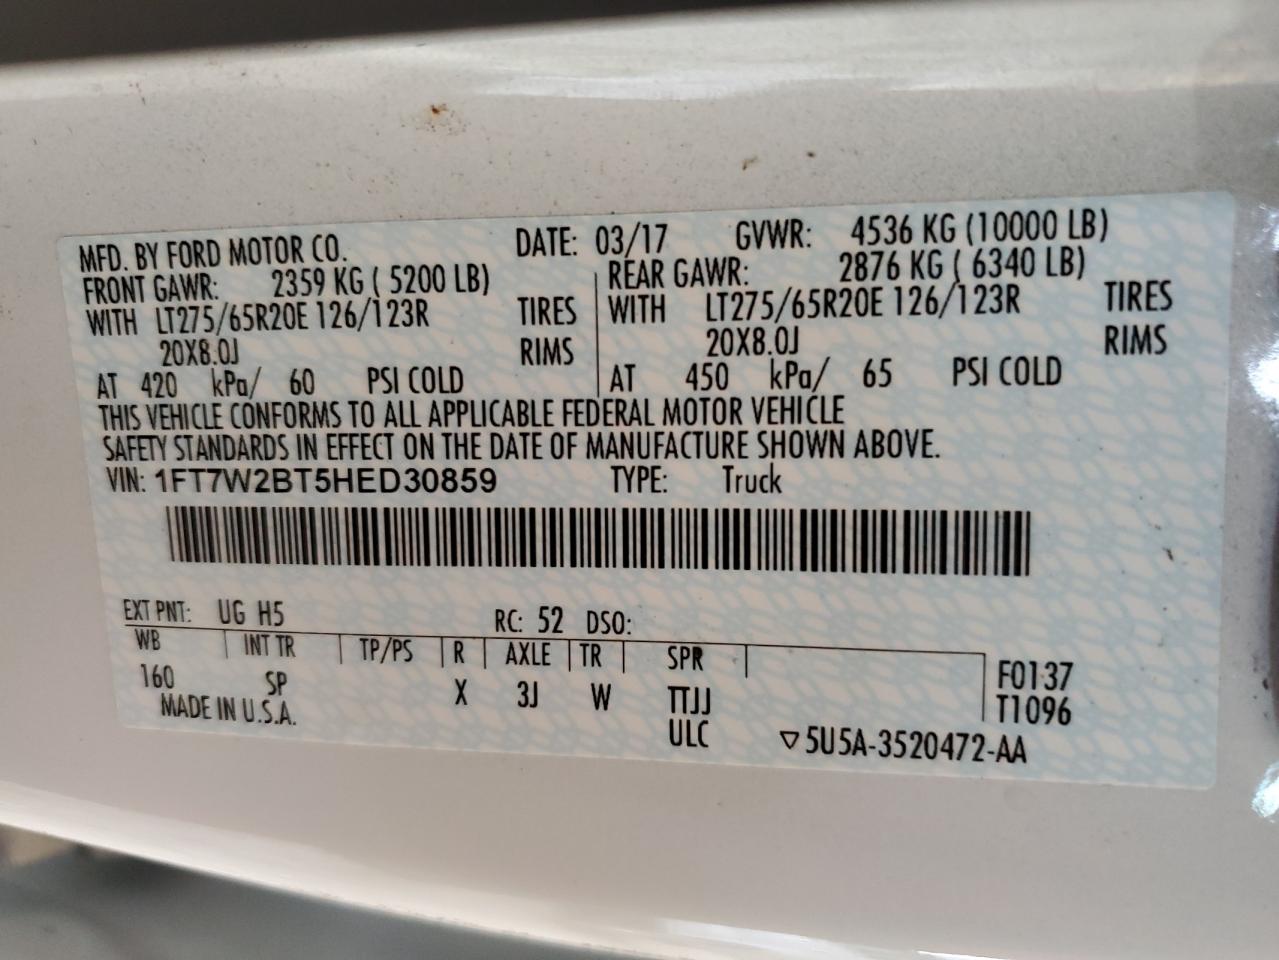 MFD. BY FORD MOTOR CO. DATE: 03/17 GVWR: 4536 KG (10000 LB)
FRONT GAWR: 2359 KG ( 5200 LB) REAR GAWR: 2876 KG ( 6340 LB)
WITH LT275/65R20E 126/123R TIRES WITH LT275/65R20E 126/123R TIRES
20X8.0J RIMS 20X8.0J RIMS
AT 420 kPa/ 60 PSI COLD AT 450 kPa/ 65 PSI COLD
THIS VEHICLE CONFORMS TO ALL APPLICABLE FEDERAL MOTOR VEHICLE
SAFETY STANDARDS IN EFFECT ON THE DATE OF MANUFACTURE SHOWN ABOVE.
VIN: 1FT7W2BT5HED30859 TYPE: Truck
EXT PNT: UG H5 RC: 52 DSO:
WB INT TR TP/PS R AXLE TR SPR
160 SP X 3J W TTJJ F0137
MADE IN U.S.A. ULC T1096
▽5U5A-3520472-AA